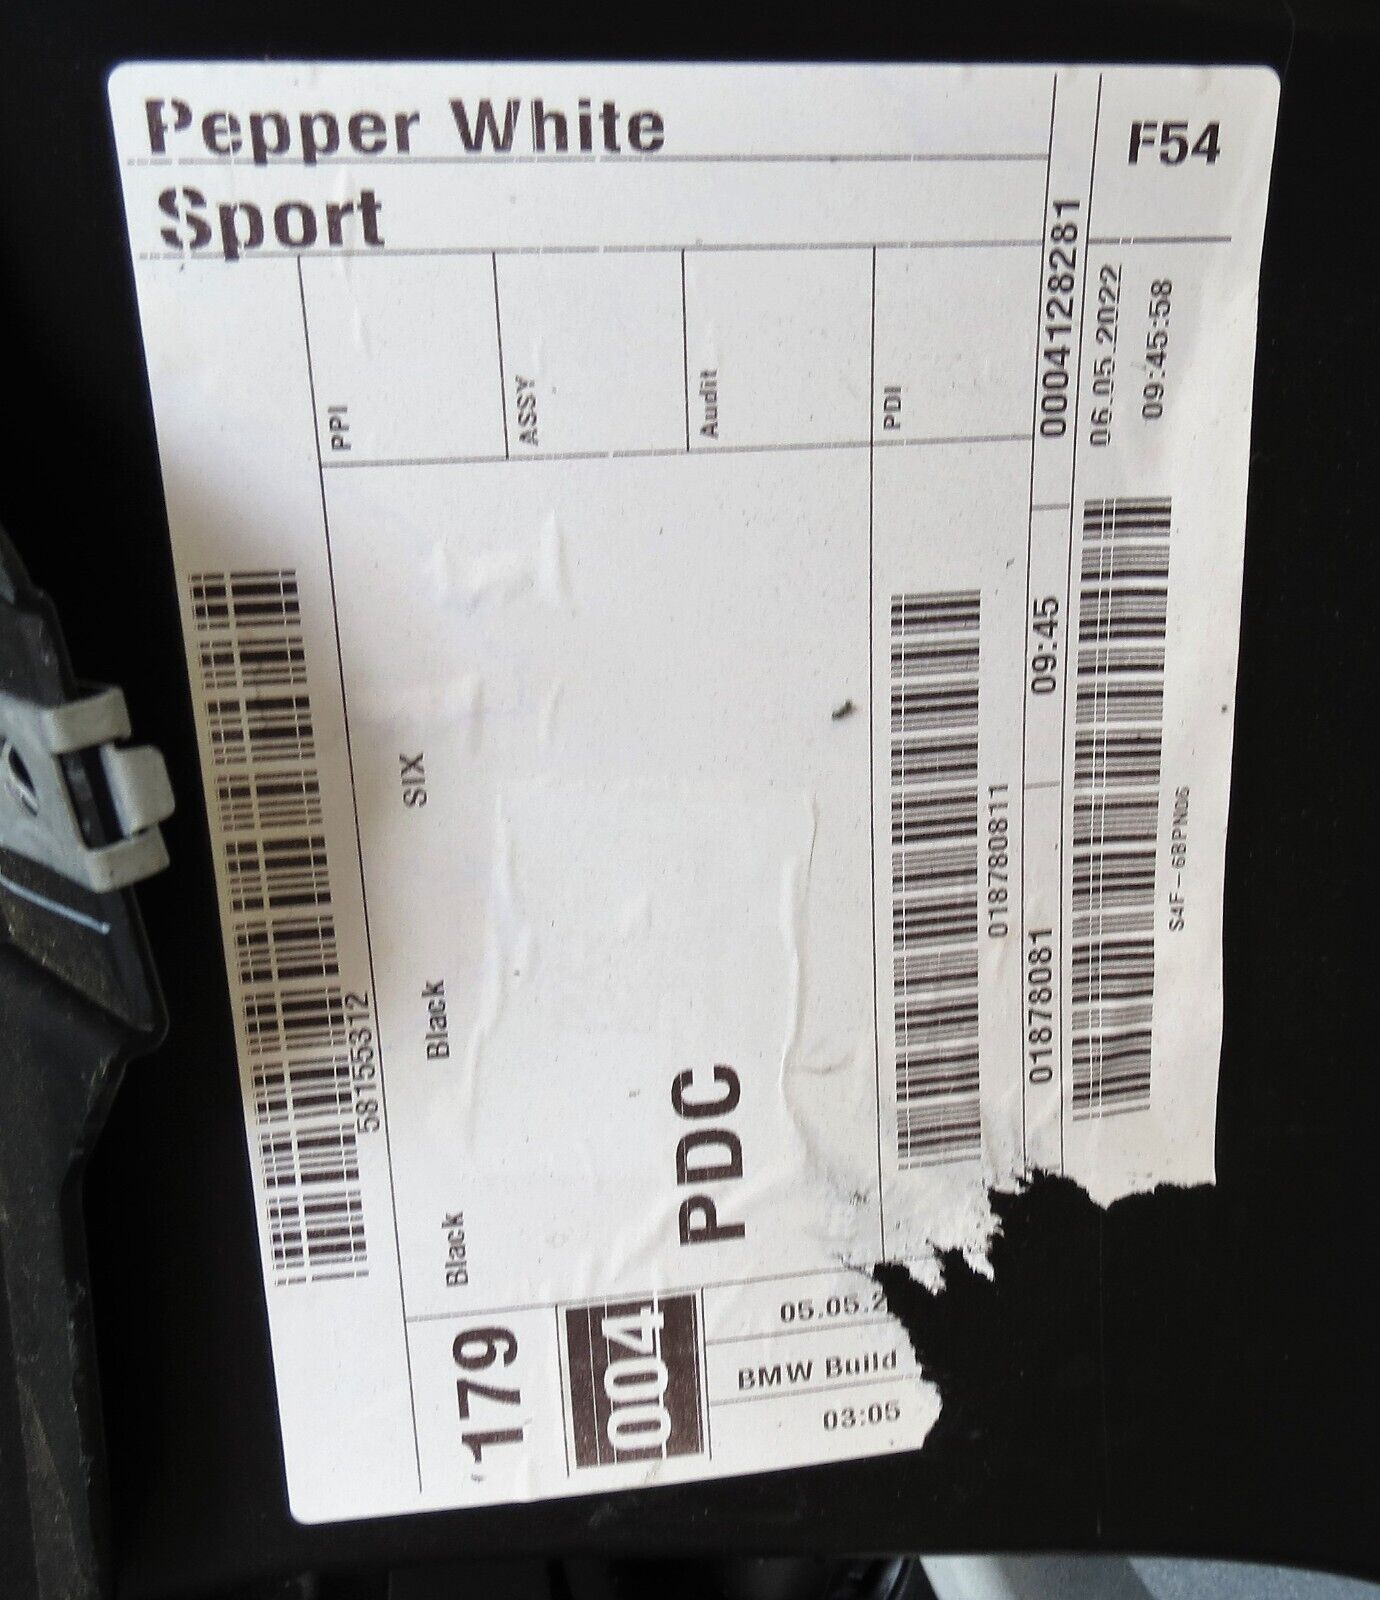 Pepper White
F54
Sport
PPI
ASSY
Audit
PDI
0004128281
06.05.2022
09:45:58
58155312
SIX
Black
Black
PDC
018780811
09:45
01878081
S4F-6BPN06
179
004
05.05.2
BMW Build
03:05